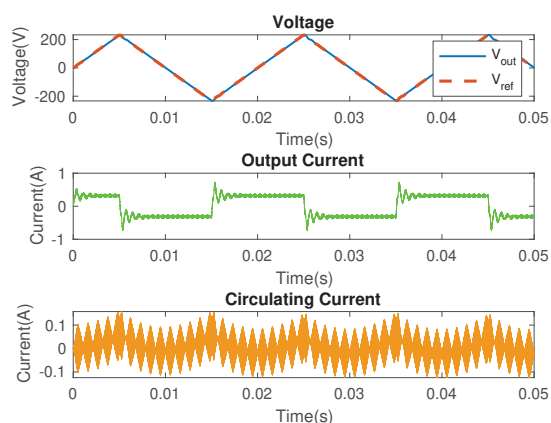 Voltage
Voltage(V)
200
0
-200
V_out
V_ref
0 0.01 0.02 0.03 0.04 0.05
Time(s)
Output Current
Current(A)
1
0
-1
0 0.01 0.02 0.03 0.04 0.05
Time(s)
Circulating Current
Current(A)
0.1
0
-0.1
0 0.01 0.02 0.03 0.04 0.05
Time(s)